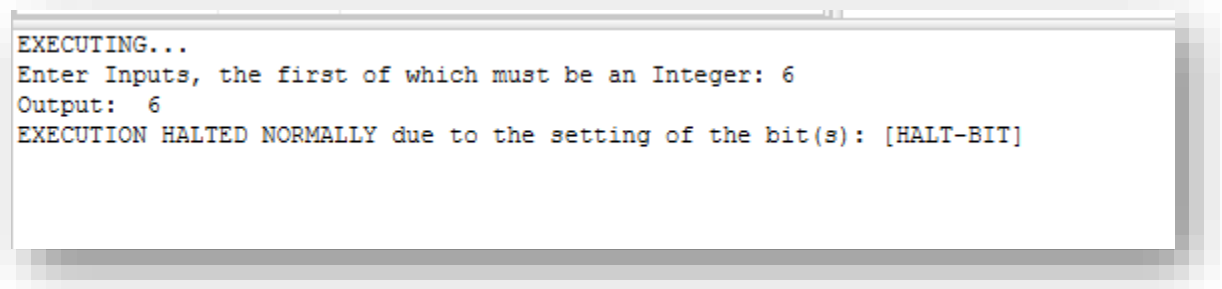 EXECUTING...
Enter Inputs, the first of which must be an Integer: 6
Output:  6
EXECUTION HALTED NORMALLY due to the setting of the bit(s): [HALT-BIT]